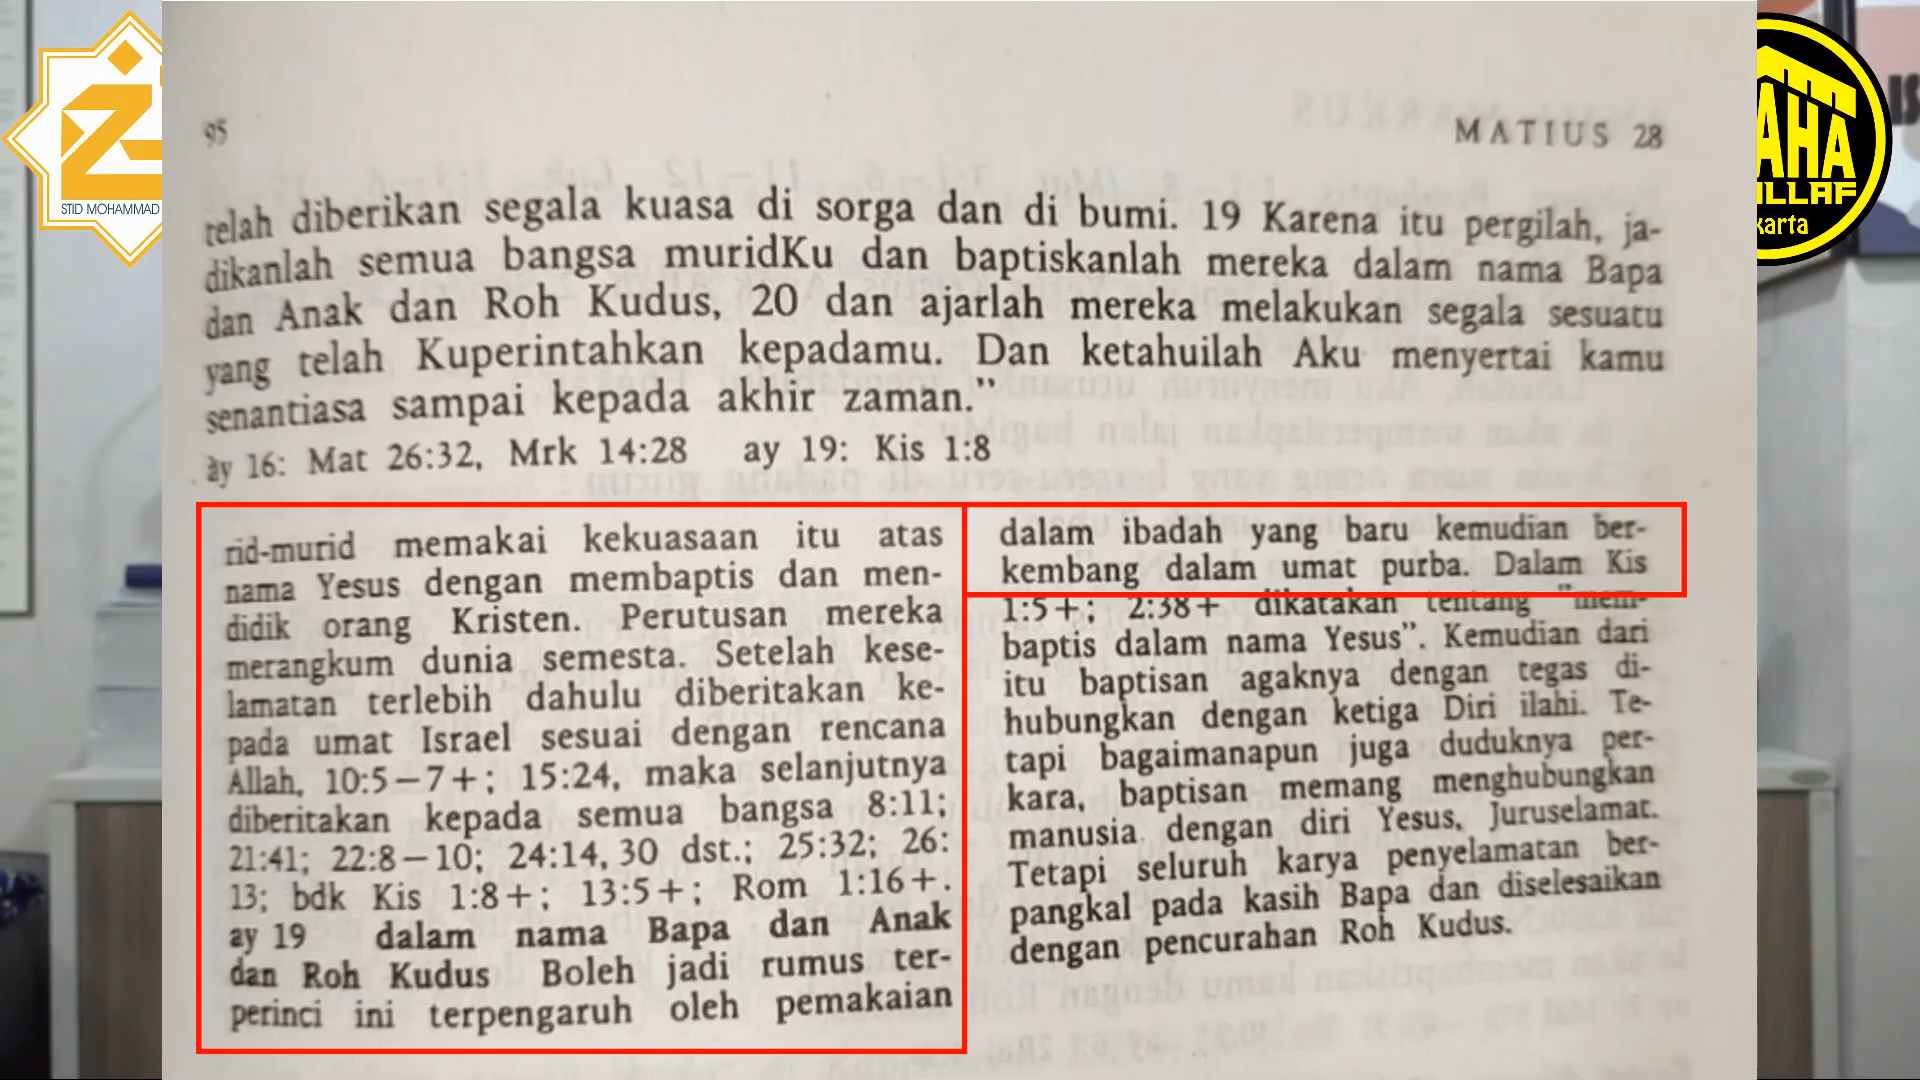 95
MATIUS 28
telah diberikan segala kuasa di sorga dan di bumi. 19 Karena itu pergilah, ja-
dikanlah semua bangsa muridKu dan baptiskanlah mereka dalam nama Bapa
dan Anak dan Roh Kudus, 20 dan ajarlah mereka melakukan segala sesuatu
yang telah Kuperintahkan kepadamu. Dan ketahuilah Aku menyertai kamu
senantiasa sampai kepada akhir zaman.”
ay 16: Mat 26:32, Mrk 14:28 ay 19: Kis 1:8
rid-murid memakai kekuasaan itu atas
nama Yesus dengan membaptis dan men-
didik orang Kristen. Perutusan mereka
merangkum dunia semesta. Setelah kese-
lamatan terlebih dahulu diberitakan ke-
pada umat Israel sesuai dengan rencana
Allah, 10:5—7+; 15:24, maka selanjutnya
diberitakan kepada semua bangsa 8:11;
21:41; 22:8—10; 24:14, 30 dst.; 25:32; 26:
13; bdk Kis 1:8+; 13:5+; Rom 1:16+.
ay 19 dalam nama Bapa dan Anak
dan Roh Kudus Boleh jadi rumus ter-
perinci ini terpengaruh oleh pemakaian
dalam ibadah yang baru kemudian ber-
kembang dalam umat purba. Dalam Kis
1:5+; 2:38+ dikatakan tentang "mem-
baptis dalam nama Yesus”. Kemudian dari
itu baptisan agaknya dengan tegas di-
hubungkan dengan ketiga Diri ilahi. Te-
tapi bagaimanapun juga duduknya per-
kara, baptisan memang menghubungkan
manusia dengan diri Yesus, Juruselamat.
Tetapi seluruh karya penyelamatan ber-
pangkal pada kasih Bapa dan diselesaikan
dengan pencurahan Roh Kudus.
STID MOHAMMAD
AHA
ILLAF
karta
IS